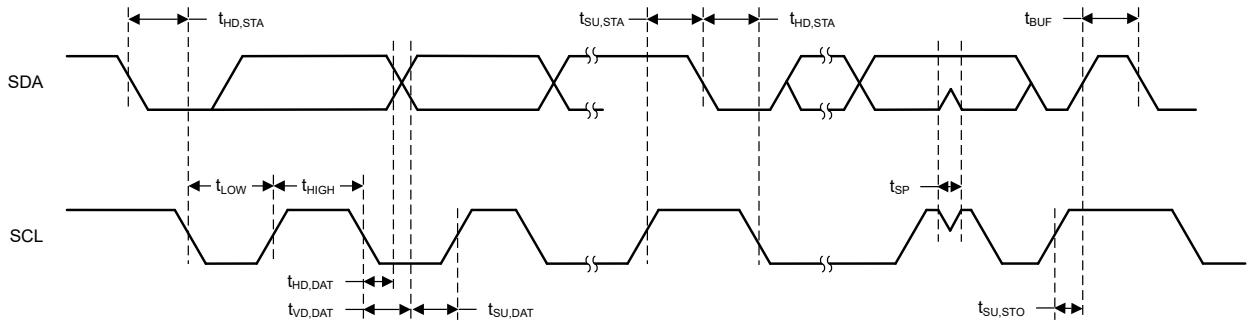 tHD,STA
tSU,STA
tHD,STA
tBUF
SDA
tLOW
tHIGH
tSP
SCL
tHD,DAT
tVD,DAT
tSU,DAT
tSU,STO